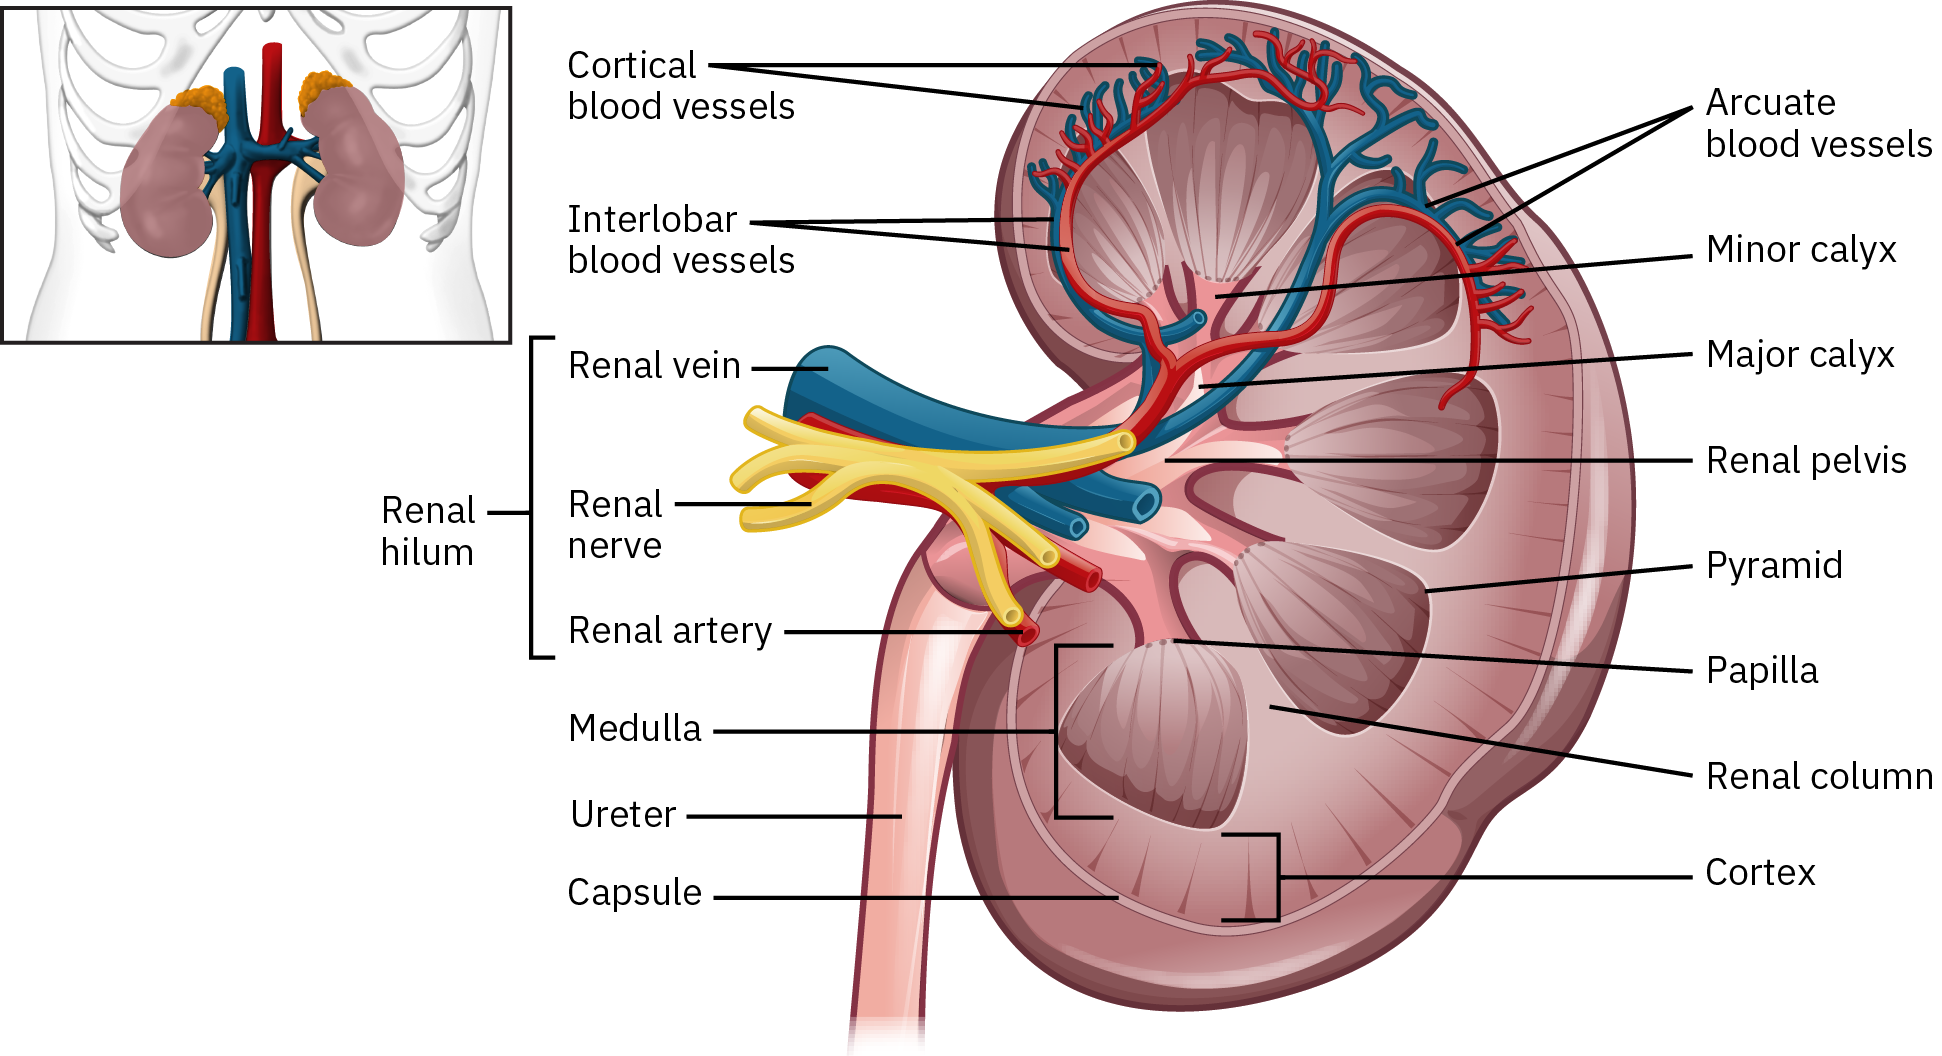 Cortical
blood vessels
Interlobar
blood vessels
Renal vein
Renal
hilum
Renal
nerve
Renal artery
Medulla
Ureter
Capsule
Arcuate
blood vessels
Minor calyx
Major calyx
Renal pelvis
Pyramid
Papilla
Renal column
Cortex